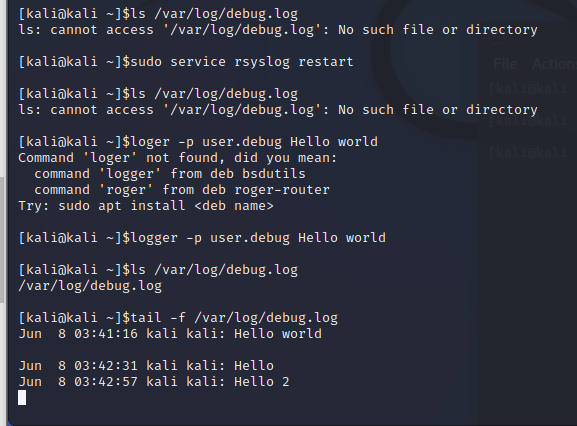 [kali@kali ~]$ls /var/log/debug.log
ls: cannot access '/var/log/debug.log': No such file or directory
[kali@kali ~]$sudo service rsyslog restart
[kali@kali ~]$ls /var/log/debug.log
ls: cannot access '/var/log/debug.log': No such file or directory
[kali@kali ~]$loger -p user.debug Hello world
Command 'loger' not found, did you mean:
  command 'logger' from deb bsdutils
  command 'roger' from deb roger-router
Try: sudo apt install <deb name>
[kali@kali ~]$logger -p user.debug Hello world
[kali@kali ~]$ls /var/log/debug.log
/var/log/debug.log
[kali@kali ~]$tail -f /var/log/debug.log
Jun  8 03:41:16 kali kali: Hello world
Jun  8 03:42:31 kali kali: Hello
Jun  8 03:42:57 kali kali: Hello 2
File Action
[kali@kali
[kali@kali
[kali@kali